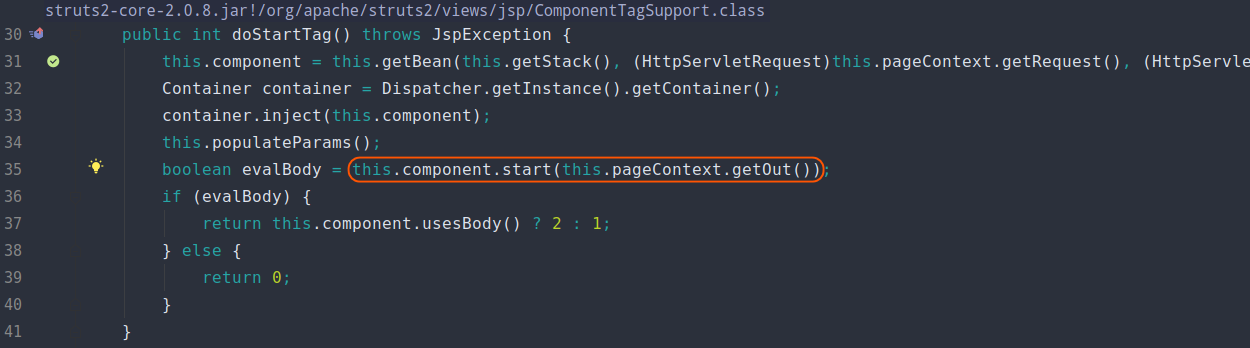 struts2-core-2.0.8.jar!/org/apache/struts2/views/jsp/ComponentTagSupport.class
30 public int doStartTag() throws JspException {
31 this.component = this.getBean(this.getStack(), (HttpServletRequest)this.pageContext.getRequest(), (HttpServle
32 Container container = Dispatcher.getInstance().getContainer();
33 container.inject(this.component);
34 this.populateParams();
35 boolean evalBody = this.component.start(this.pageContext.getOut());
36 if (evalBody) {
37 return this.component.usesBody() ? 2 : 1;
38 } else {
39 return 0;
40 }
41 }